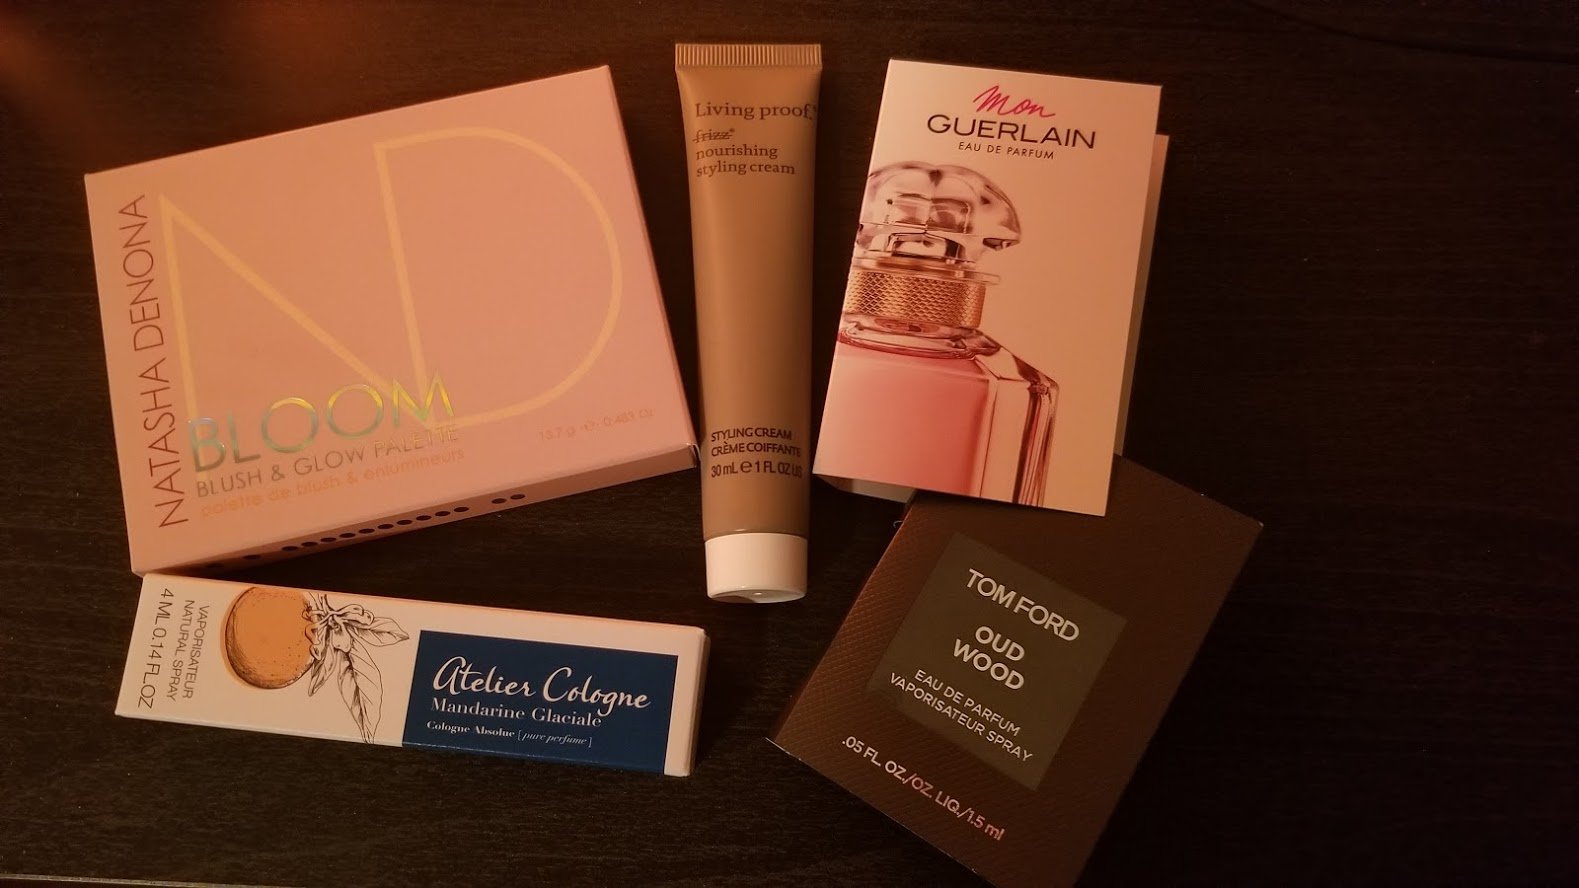 NATASHA DENONA
ND
BLOOM
BLUSH & GLOW PALETTE
palette de blush & enlumineurs
13.7 g ·e· 0.483 Oz
Living proof.®
frizz®
nourishing
styling cream
STYLING CREAM
CRÈME COIFFANTE
30 mL e 1 FL OZ US
Mon
GUERLAIN
EAU DE PARFUM
VAPORISATEUR
NATURAL SPRAY
4 ML 0.14 FL.OZ
Atelier Cologne
Mandarine Glaciale
Cologne Absolue [ pure perfume ]
TOM FORD
OUD
WOOD
EAU DE PARFUM
VAPORISATEUR SPRAY
.05 FL. OZ./OZ. LIQ./1.5 ml